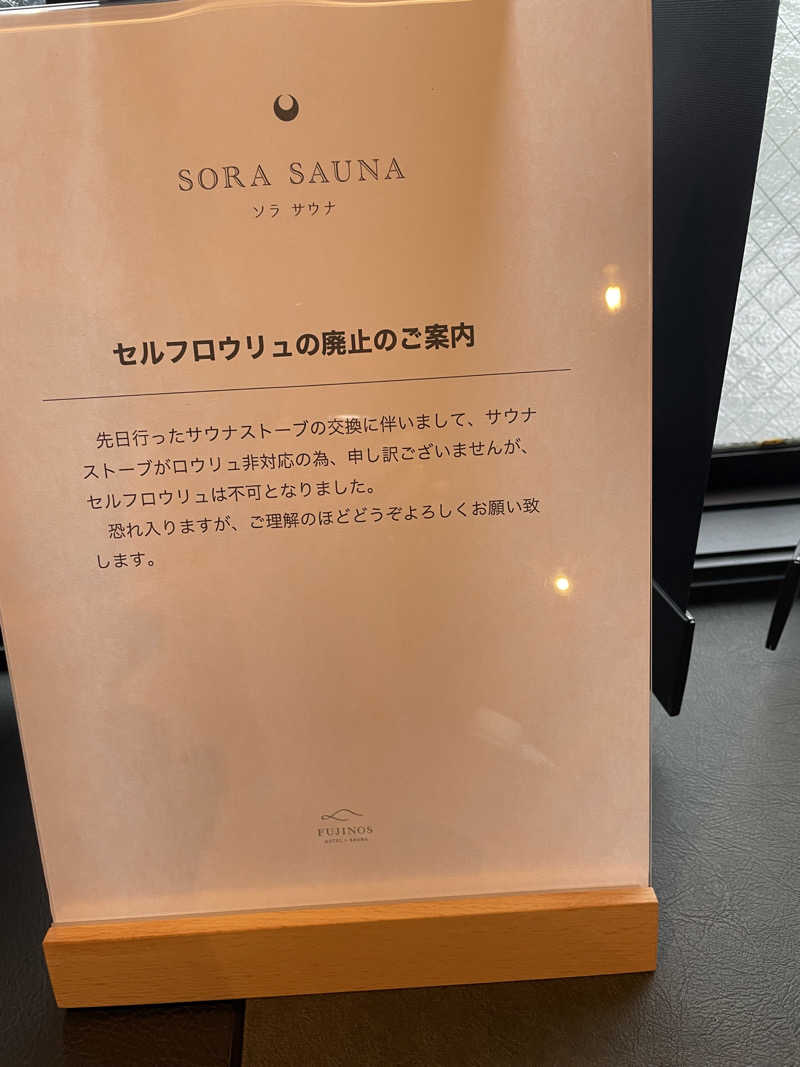 SORA SAUNA
ソラ サウナ
セルフロウリュの廃止のご案内
先日行ったサウナストーブの交換に伴いまして、サウナ
ストーブがロウリュ非対応の為、申し訳ございませんが、
セルフロウリュは不可となりました。
恐れ入りますが、ご理解のほどどうぞよろしくお願い致
します。
FUJINOS
HOTEL + SAUNA